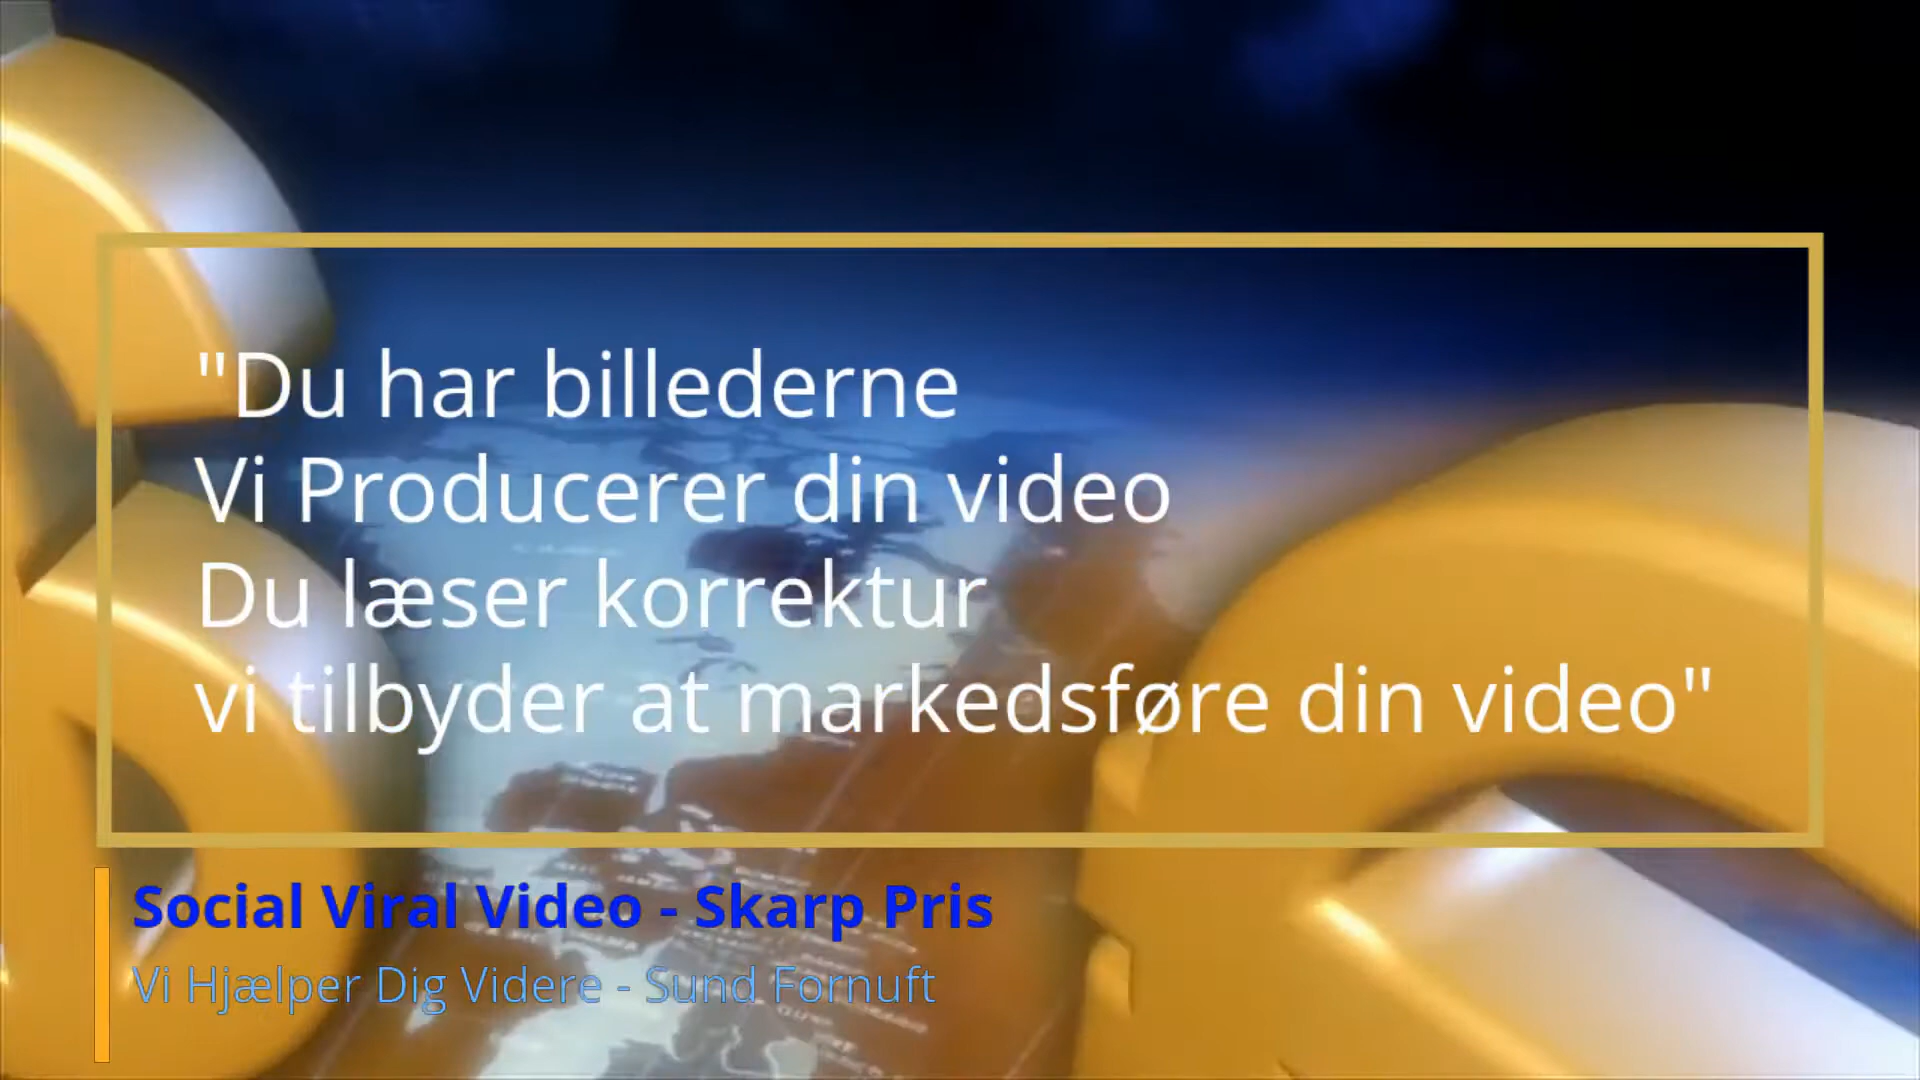 "Du har billederne
Vi Producerer din video
Du læser korrektur
vi tilbyder at markedsføre din video"
Social Viral Video - Skarp Pris
Vi Hjælper Dig Videre - Sund Fornuft